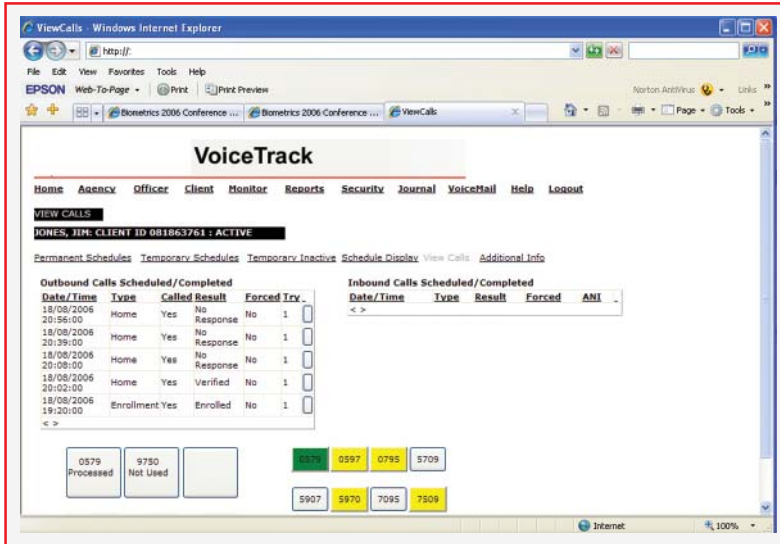 ViewCalls - Windows Internet Explorer
http://:
File Edit View Favorites Tools Help
EPSON Web-To-Page Print Print Preview Norton AntiVirus Links
Biometrics 2006 Conference ... Biometrics 2006 Conference ... ViewCalls Page Tools
VoiceTrack
Home Agency Officer Client Monitor Reports Security Journal VoiceMail Help Logout
VIEW CALLS
JONES, JIM: CLIENT ID 081863761 : ACTIVE
Permanent Schedules Temporary Schedules Temporary Inactive Schedule Display View Calls Additional Info
Outbound Calls Scheduled/Completed
Date/Time Type Called Result Forced Try
18/08/2006 20:56:00 Home Yes No Response No 1
18/08/2006 20:39:00 Home Yes No Response No 1
18/08/2006 20:08:00 Home Yes No Response No 1
18/08/2006 20:02:00 Home Yes Verified No 1
18/08/2006 19:20:00 Enrollment Yes Enrolled No 1
< >
Inbound Calls Scheduled/Completed
Date/Time Type Result Forced ANI
< >
0579 Processed
9750 Not Used
0579 0597 0795 5709
5907 5970 7095 7509
Internet 100%